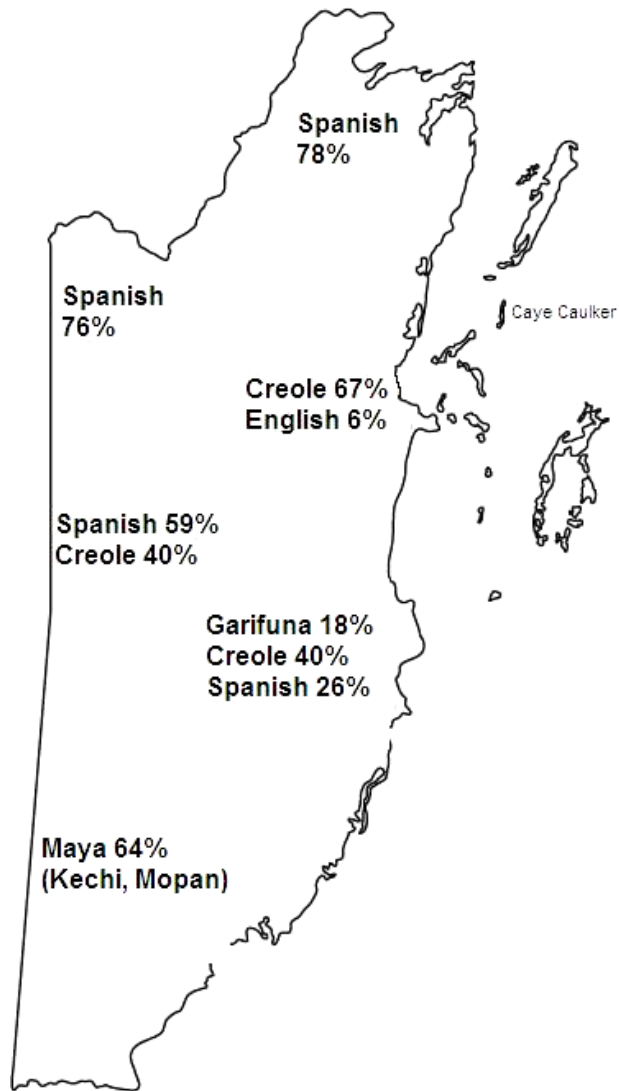 Spanish
78%
Spanish
76%
Caye Caulker
Creole 67%
English 6%
Spanish 59%
Creole 40%
Garifuna 18%
Creole 40%
Spanish 26%
Maya 64%
(Kechi, Mopan)